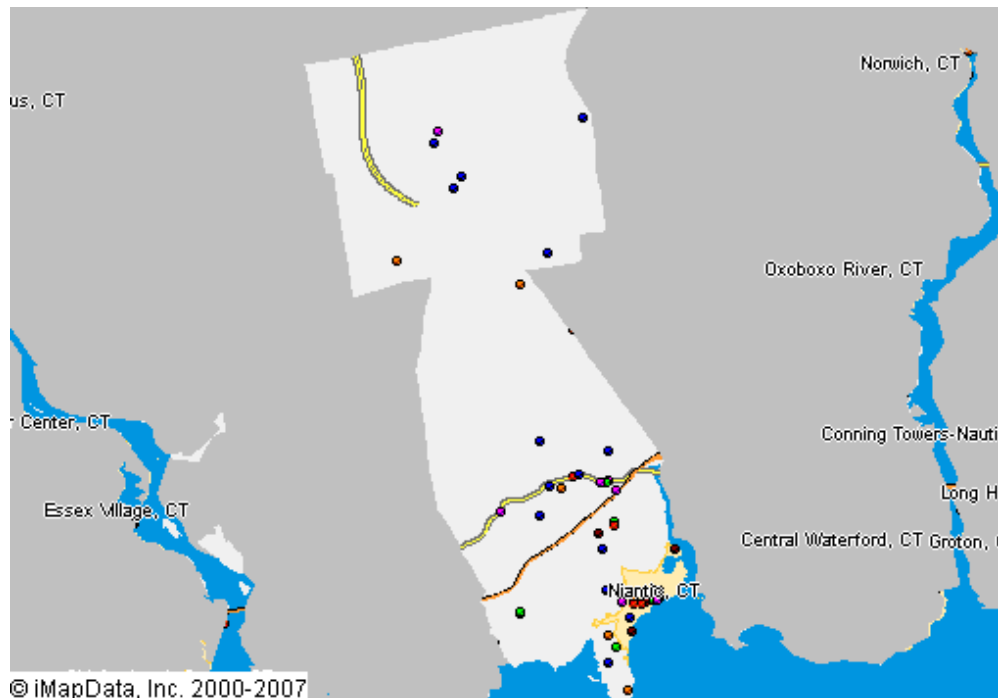 Norwich, CT
us, CT
Oxoboxo River, CT
r Center, CT
Conning Towers-Nauti
Long H
Essex Village, CT
Central Waterford, CT
Groton,
Niantic, CT
© iMapData, Inc. 2000-2007